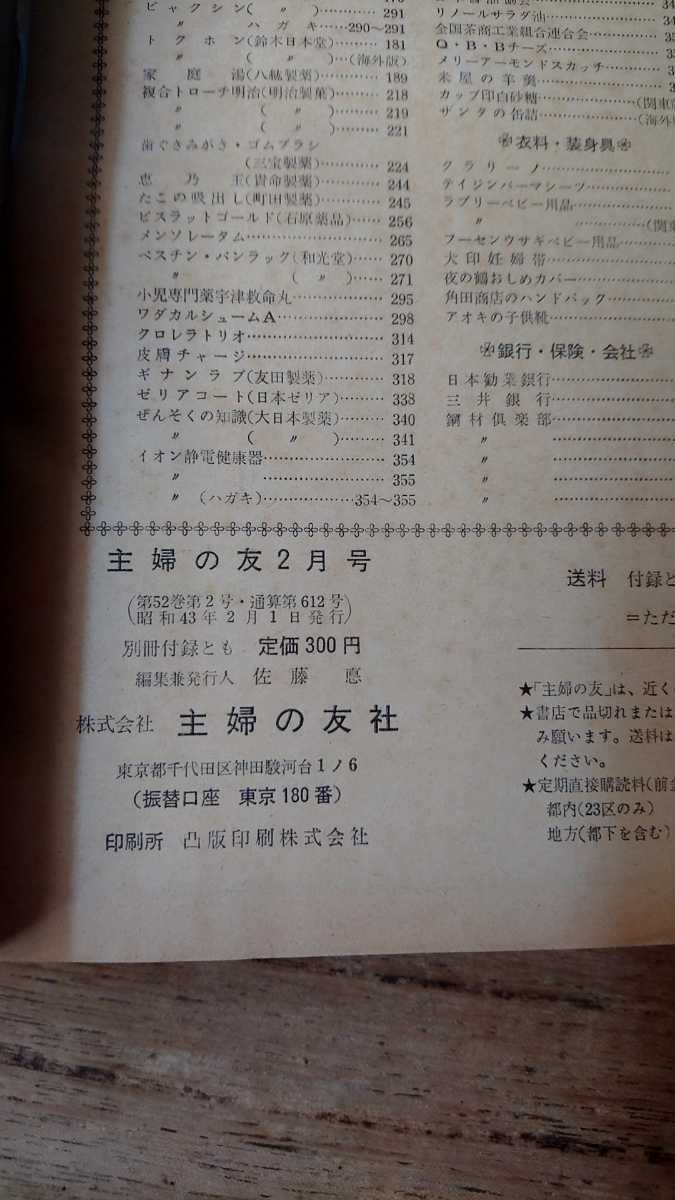 ビャクシン( 〃 )…………291
〃 ハガキ…290〜291
トクホン(鈴木日本堂)………181
〃 ( 〃 )…(海外版)
家庭湯(八紘製薬)………189
複合トローチ明治(明治製菓)………218
〃 ( 〃 )………219
〃 ( 〃 )………221
歯ぐきみがき・ゴムブラシ
(三宝製薬)…………224
恵乃玉(貴命製薬)…………244
たこの吸出し(町田製薬)………245
ビスラットゴールド(石原薬品)……256
メンソレータム……………………265
ベスチン・バンラック(和光堂)……270
〃 ( 〃 )……271
小児専門薬宇津救命丸……………295
ワダカルシュームA………………298
クロレラトリオ……………………314
皮膚チャージ………………………317
ギナンラブ(友田製薬)…………318
ゼリアコート(日本ゼリア)………338
ぜんそくの知識(大日本製薬)……340
〃 ( 〃 )………341
イオン静電健康器…………………354
〃 …………………355
〃 (ハガキ)………………354〜355
リノールサラダ油
全国茶商工業組合連合会……
Q・B・Bチーズ…………
メリーアーモンドスカッチ……
米屋の羊羹…………
カップ印白砂糖…………(関東
サンタの缶詰…………(海外
衣料・装身具
クラリーノ…………
テイジンパーマシーツ…………
ラブリーベビー用品…………
〃 …………(関東
フーセンウサギベビー用品………
犬印妊婦帯…………
夜の鶴おしめカバー…………
角田商店のハンドバック………
アオキの子供靴…………
銀行・保険・会社
日本勧業銀行…………
三井銀行…………
鋼材倶楽部…………
〃 …………
〃 …………
〃 …………
〃 …………
主婦の友2月号
(第52巻第2号・通算第612号
昭和43年2月1日発行)
別冊付録とも 定価300円
編集兼発行人 佐藤惪
株式会社 主婦の友社
東京都千代田区神田駿河台1ノ6
(振替口座 東京180番)
印刷所 凸版印刷株式会社
送料 付録と
=ただ
★「主婦の友」は、近く
★書店で品切れまたは
み願います。送料は
ください。
★定期直接購読料(前金
都内(23区のみ)
地方(都下を含む)